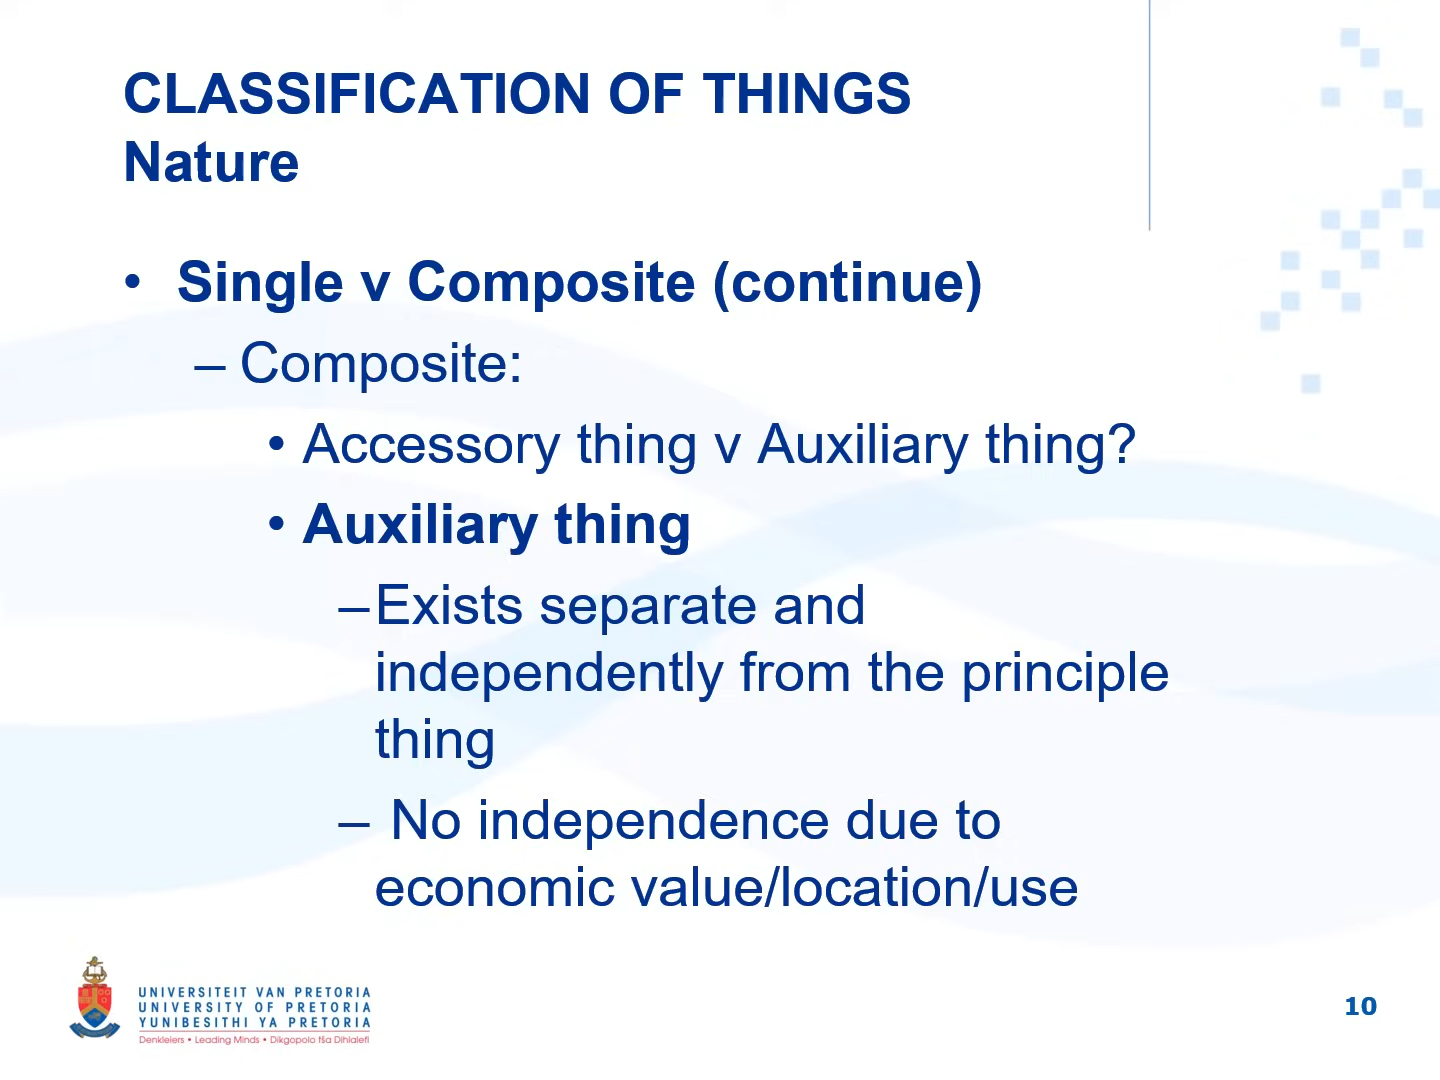 CLASSIFICATION OF THINGS
Nature
• Single v Composite (continue)
– Composite:
• Accessory thing v Auxiliary thing?
• Auxiliary thing
–Exists separate and
independently from the principle
thing
– No independence due to
economic value/location/use
UNIVERSITEIT VAN PRETORIA
UNIVERSITY OF PRETORIA
YUNIBESITHI YA PRETORIA
Denkleiers • Leading Minds • Dikgopolo tša Dihlalefi
10